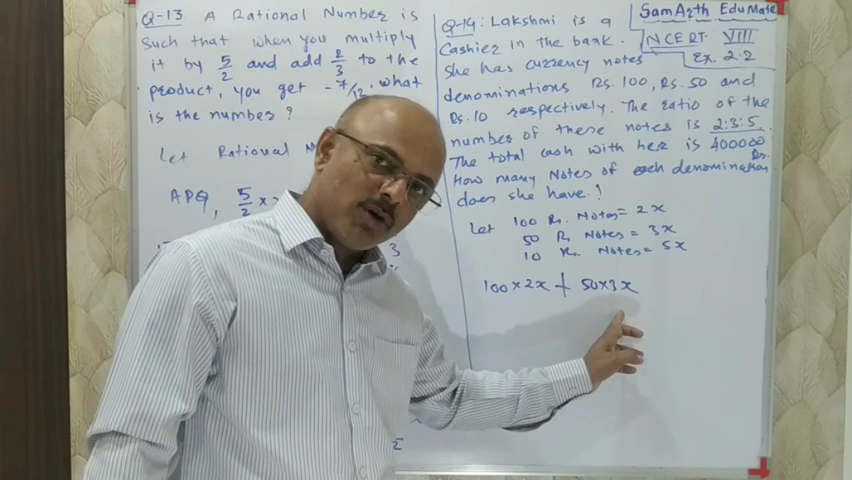 Q-13 A Rational Number is
such that when you multiply
it by 5/2 and add 2/3 to the
product, you get -7/12. what
is the number?
Let Rational
APQ, 5/2 ×
3
2
Q-14: Lakshmi is a
Cashier in the bank.
She has currency notes
denominations Rs. 100, Rs. 50 and
Rs. 10 respectively. The ratio of the
number of these notes is 2:3:5.
The total cash with her is 400000
Rs.
How many Notes of each denomination
does she have.!
Let 100 Rs. Notes = 2x
50 Rs Notes = 3x
10 Rs. Notes = 5x
100 × 2x + 50×3x
SamArth EduMate
NCERT VIII
Ex 2.2